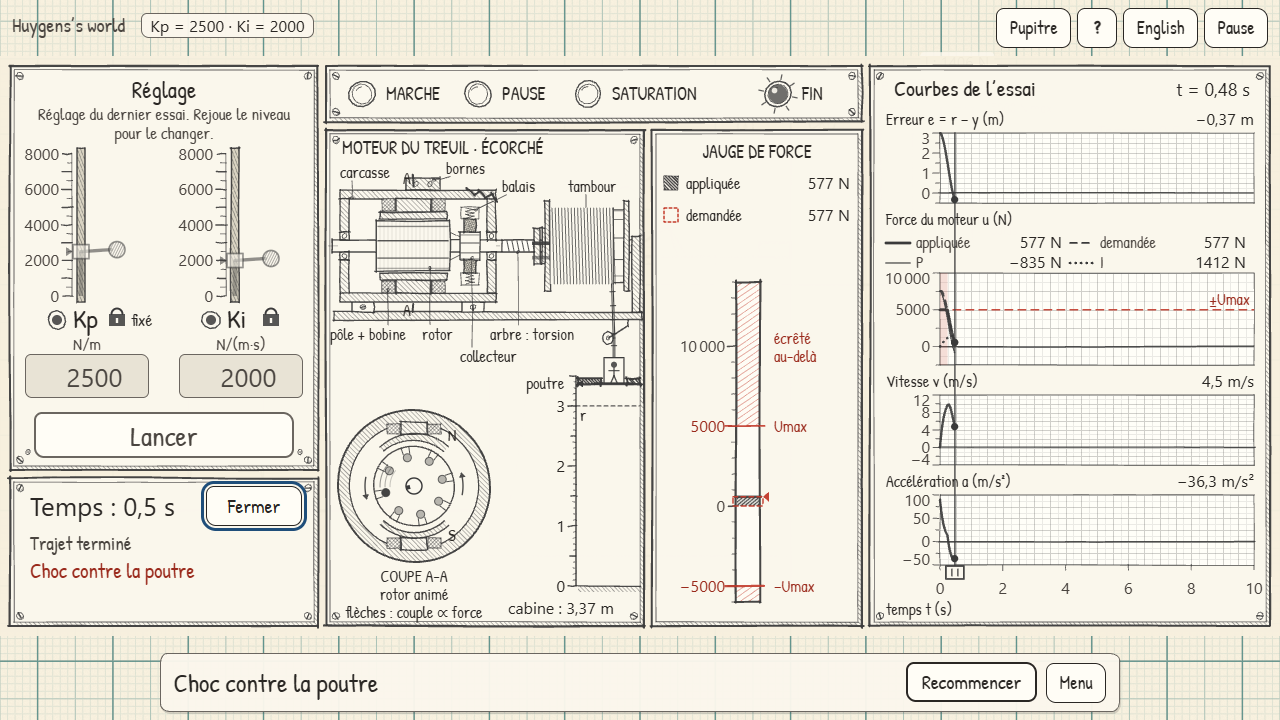 Huygens's world
Kp = 2500 · Ki = 2000
Pupitre
?
English
Pause
Réglage
Réglage du dernier essai. Rejoue le niveau
pour le changer.
8000
6000
4000
2000
0
8000
6000
4000
2000
0
Kp
fixé
Ki
N/m
N/(m·s)
2500
2000
Lancer
Temps : 0,5 s
Fermer
Trajet terminé
Choc contre la poutre
MARCHE
PAUSE
SATURATION
FIN
MOTEUR DU TREUIL · ÉCORCHÉ
carcasse
A
bornes
balais
tambour
A
pôle + bobine
rotor
arbre : torsion
collecteur
poutre
3
r
2
1
0
N
S
COUPE A–A
rotor animé
flèches : couple ∝ force
cabine : 3,37 m
JAUGE DE FORCE
appliquée
577 N
demandée
577 N
10 000
écrêté
au-delà
5000
Umax
0
−5000
−Umax
Courbes de l'essai
t = 0,48 s
Erreur e = r − y (m)
−0,37 m
3
2
1
0
Force du moteur u (N)
appliquée
577 N
demandée
577 N
P
−835 N
I
1412 N
10 000
5000
0
±Umax
Vitesse v (m/s)
4,5 m/s
12
8
4
0
−4
Accélération a (m/s²)
−36,3 m/s²
100
50
0
−50
0
2
4
6
8
10
temps t (s)
Choc contre la poutre
Recommencer
Menu